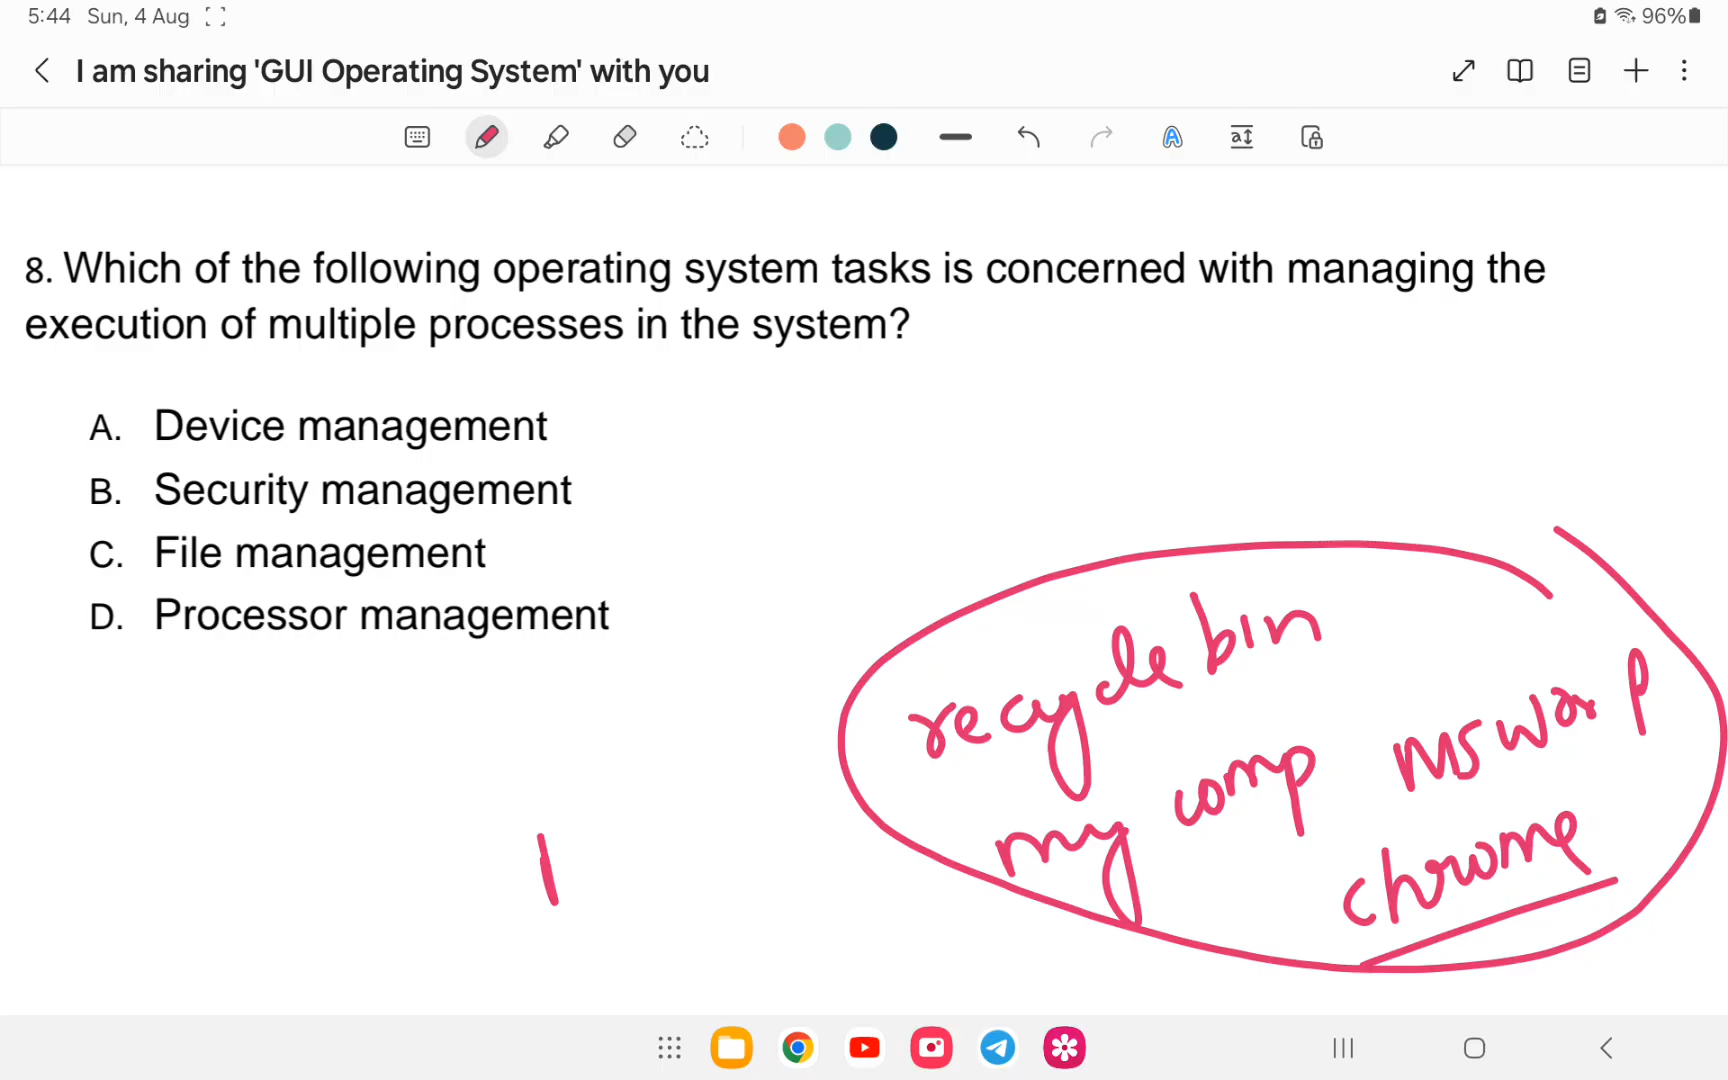 5:44 Sun, 4 Aug 96%
I am sharing 'GUI Operating System' with you
8. Which of the following operating system tasks is concerned with managing the
execution of multiple processes in the system?
A. Device management
B. Security management
C. File management
D. Processor management
recycle bin
my comp MS Wor P
chrome